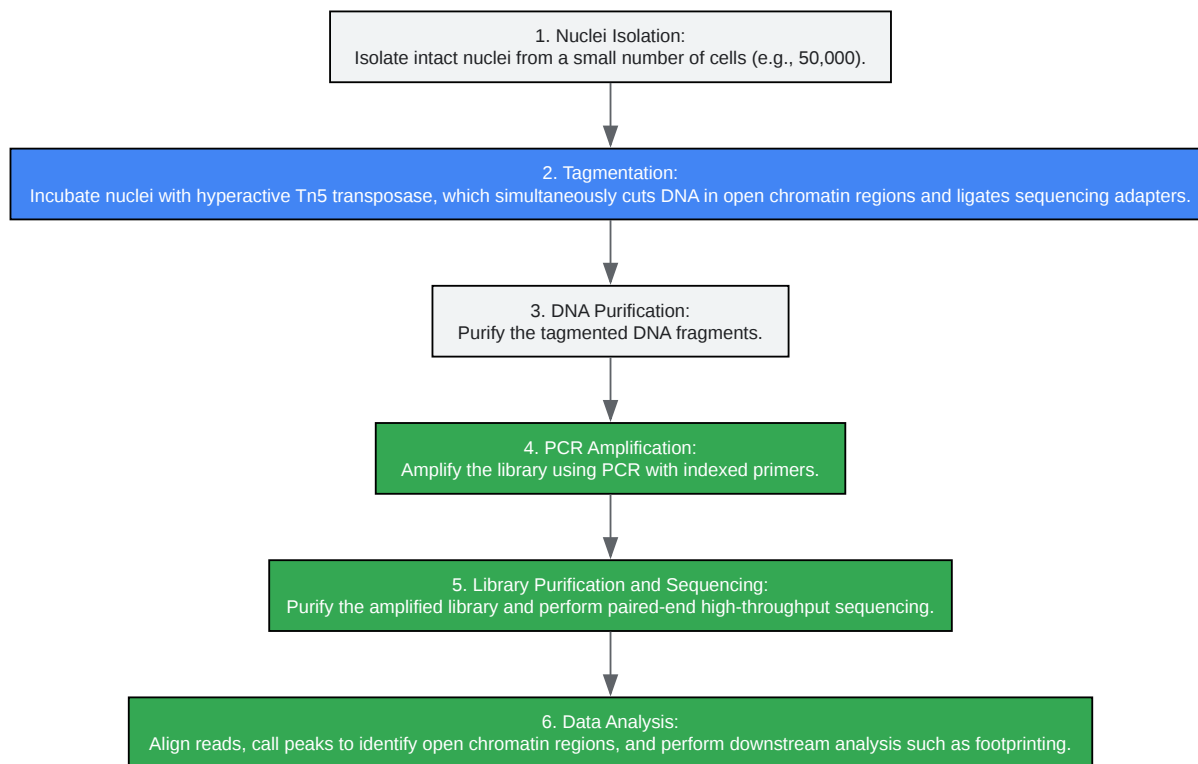 1. Nuclei Isolation:
Isolate intact nuclei from a small number of cells (e.g., 50,000).
2. Tagmentation:
Incubate nuclei with hyperactive Tn5 transposase, which simultaneously cuts DNA in open chromatin regions and ligates sequencing adapters.
3. DNA Purification:
Purify the tagmented DNA fragments.
4. PCR Amplification:
Amplify the library using PCR with indexed primers.
5. Library Purification and Sequencing:
Purify the amplified library and perform paired-end high-throughput sequencing.
6. Data Analysis:
Align reads, call peaks to identify open chromatin regions, and perform downstream analysis such as footprinting.